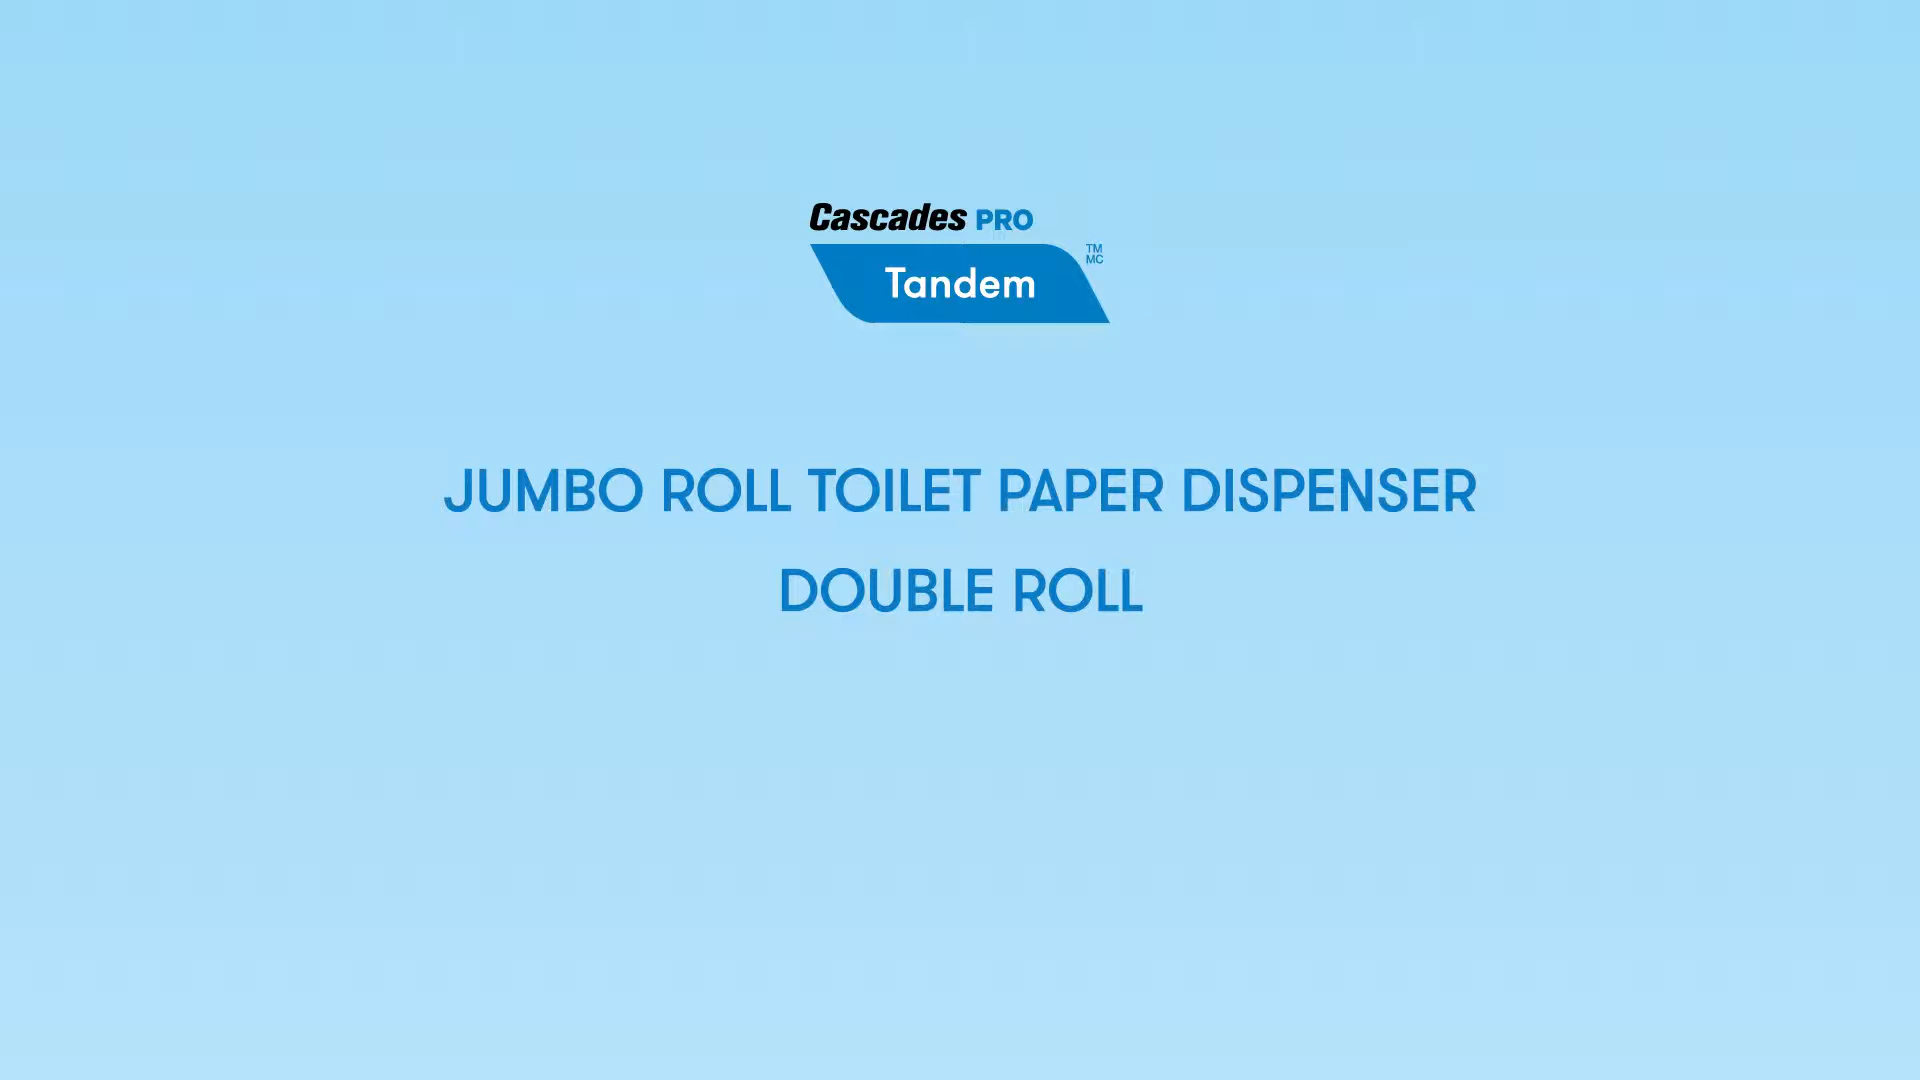 Cascades PRO
Tandem
TM
MC
JUMBO ROLL TOILET PAPER DISPENSER
DOUBLE ROLL